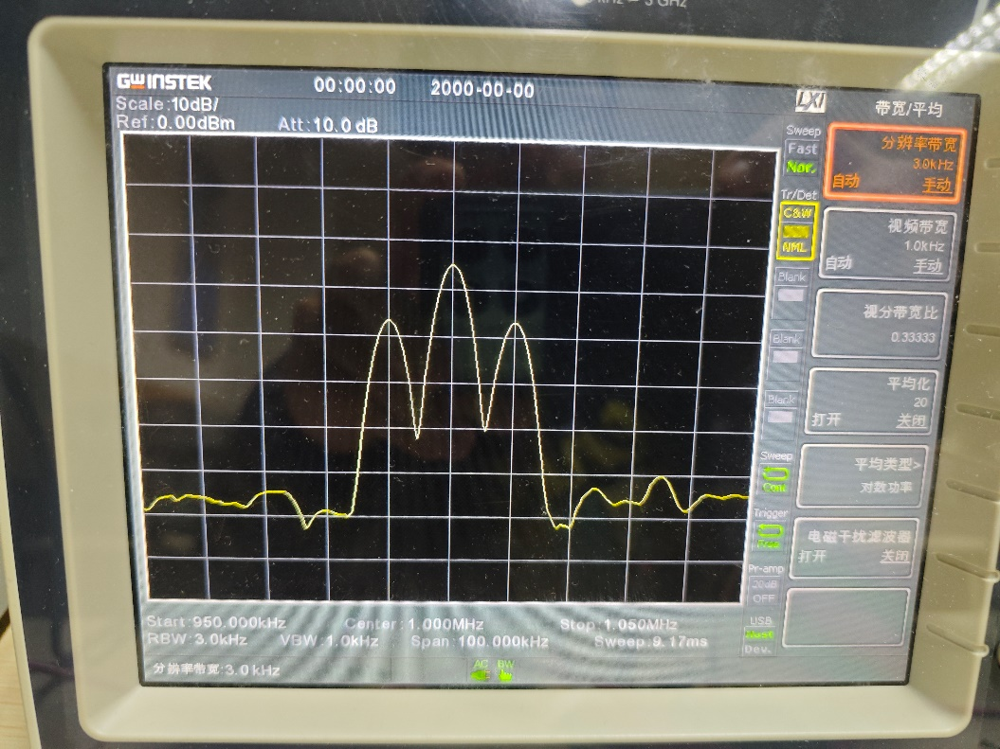 kHz — 3 GHz
GWINSTEK
00:00:00
2000-00-00
LXI
带宽/平均
Scale:10dB/
Ref:0.00dBm
Att:10.0 dB
Sweep
Fast
Nor.
Tr/Det
C&W
NML
Blank
Blank
Blank
Sweep
Cont
Trigger
Free
Pr-amp
20dB
OFF
USB
Host
Dev.
分辨率带宽
3.0kHz
自动 手动
视频带宽
1.0kHz
自动 手动
视分带宽比
0.33333
平均化
20
打开 关闭
平均类型>
对数功率
电磁干扰滤波器
打开 关闭
Start:950.000kHz Center:1.000MHz Stop:1.050MHz
RBW:3.0kHz VBW:1.0kHz Span:100.000kHz Sweep:9.17ms
分辨率带宽:3.0 kHz
AC BW